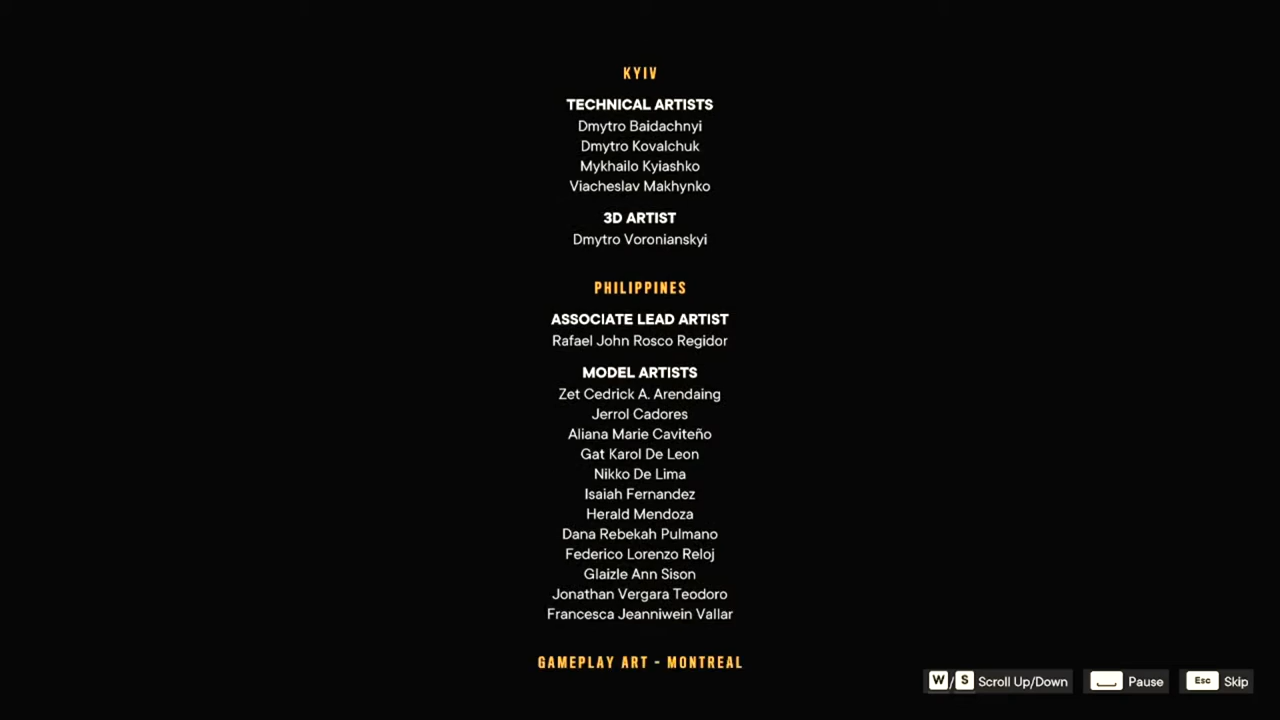 KYIV
TECHNICAL ARTISTS
Dmytro Baidachnyi
Dmytro Kovalchuk
Mykhailo Kyiashko
Viacheslav Makhynko
3D ARTIST
Dmytro Voronianskyi
PHILIPPINES
ASSOCIATE LEAD ARTIST
Rafael John Rosco Regidor
MODEL ARTISTS
Zet Cedrick A. Arendaing
Jerrol Cadores
Aliana Marie Caviteño
Gat Karol De Leon
Nikko De Lima
Isaiah Fernandez
Herald Mendoza
Dana Rebekah Pulmano
Federico Lorenzo Reloj
Glaizle Ann Sison
Jonathan Vergara Teodoro
Francesca Jeanniwein Vallar
GAMEPLAY ART - MONTREAL
W/S Scroll Up/Down Pause Esc Skip